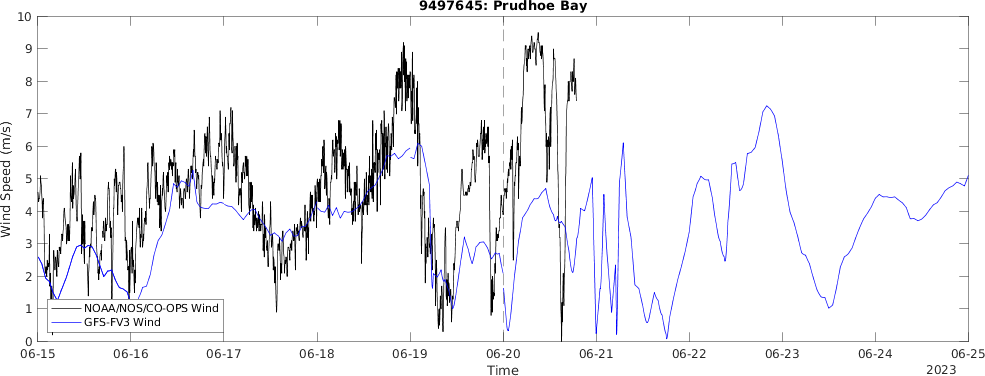 9497645: Prudhoe Bay
10
9
8
7
6
5
4
3
2
1
0
Wind Speed (m/s)
NOAA/NOS/CO-OPS Wind
GFS-FV3 Wind
06-15 06-16 06-17 06-18 06-19 06-20 06-21 06-22 06-23 06-24 06-25
Time
2023